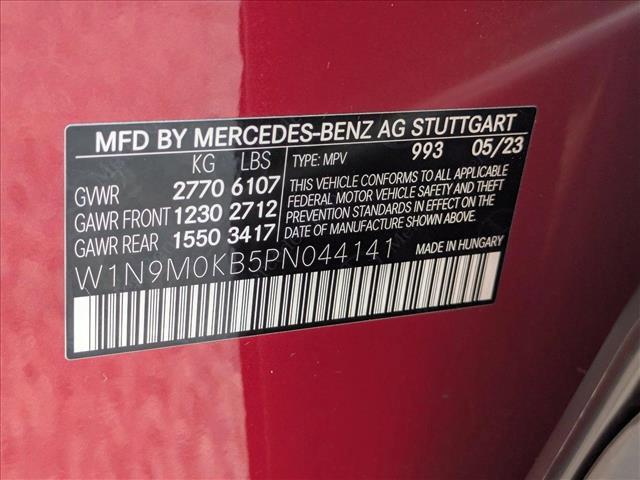 MFD BY MERCEDES-BENZ AG STUTTGART
KG LBS TYPE: MPV 993 05/23
GVWR 2770 6107
GAWR FRONT 1230 2712
GAWR REAR 1550 3417
THIS VEHICLE CONFORMS TO ALL APPLICABLE
FEDERAL MOTOR VEHICLE SAFETY AND THEFT
PREVENTION STANDARDS IN EFFECT ON THE
DATE OF MANUFACTURE SHOWN ABOVE.
W1N9M0KB5PN044141 MADE IN HUNGARY